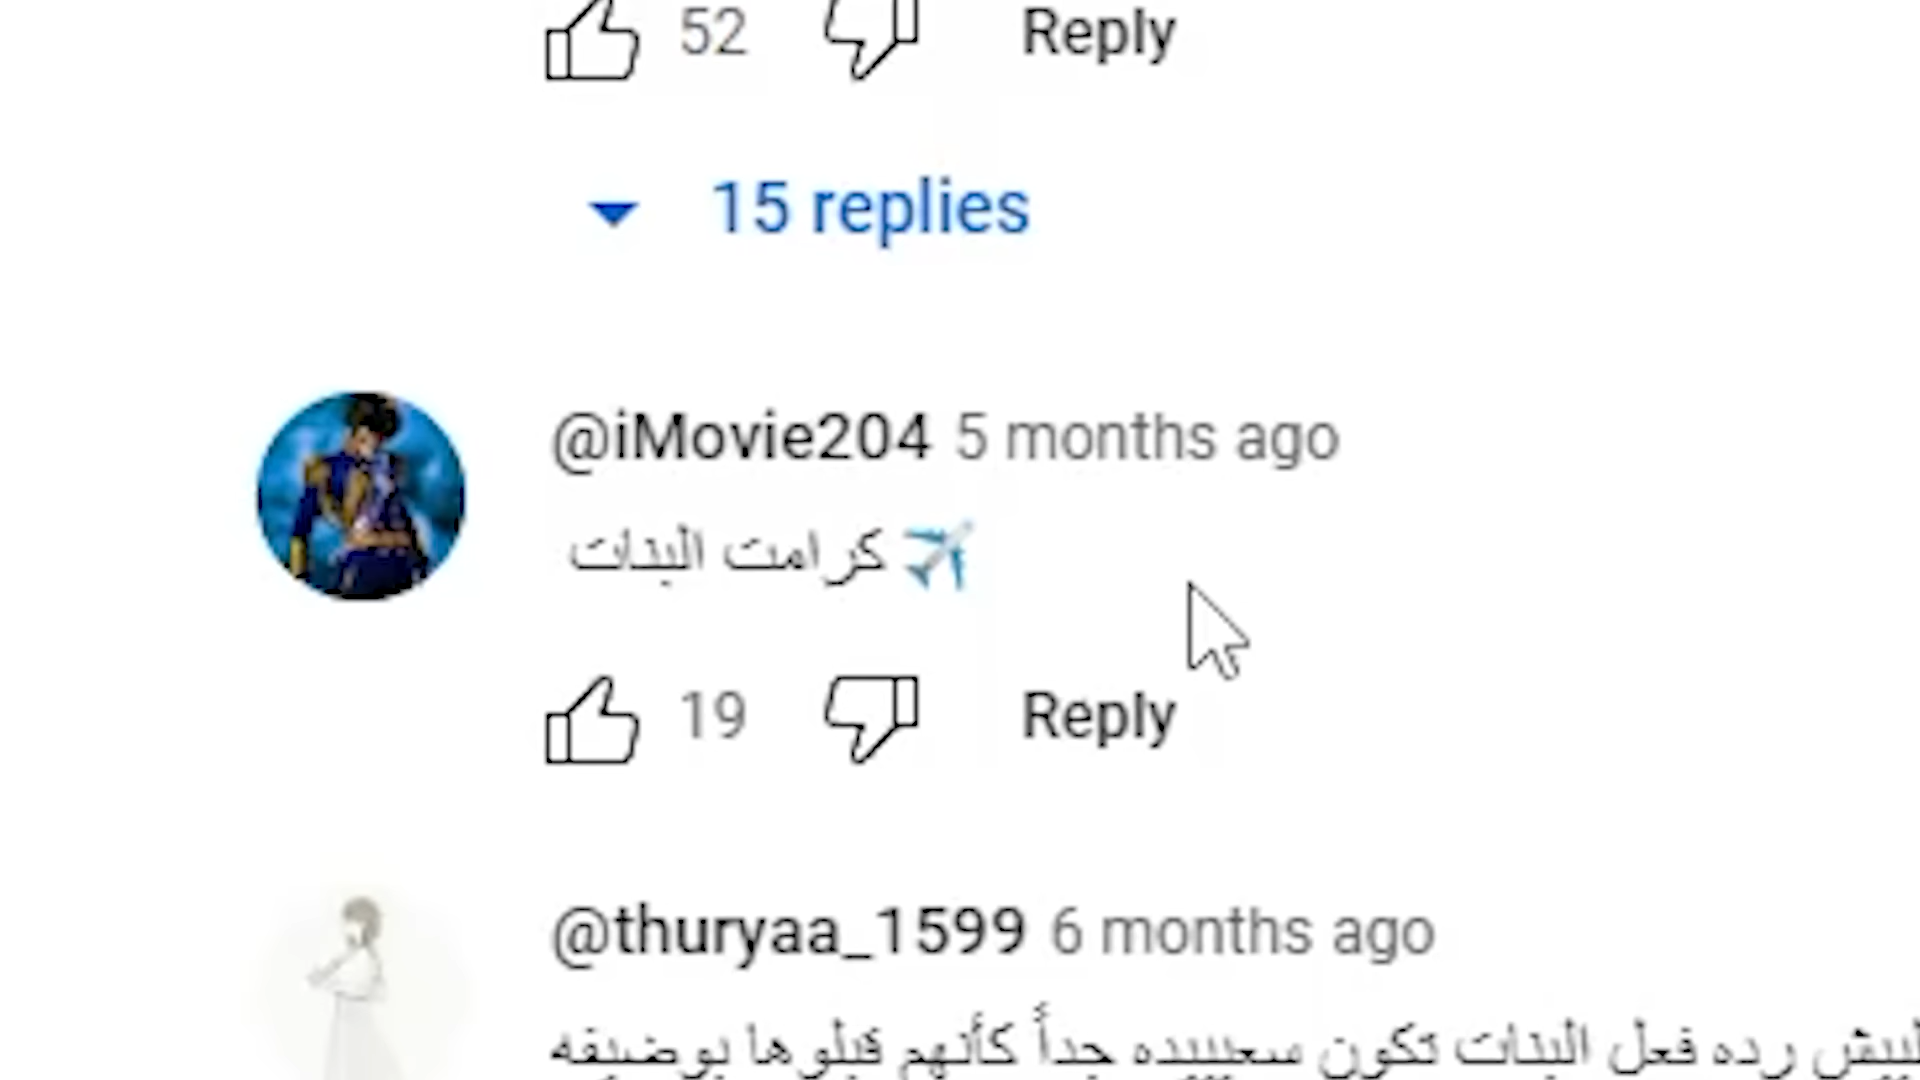 52 Reply
15 replies
@iMovie204 5 months ago
كرامت البنات ✈️
19 Reply
@thuryaa_1599 6 months ago
ليش رده فعل البنات تكون سعيييده جداً كأنهم قبلوها بوضيفه